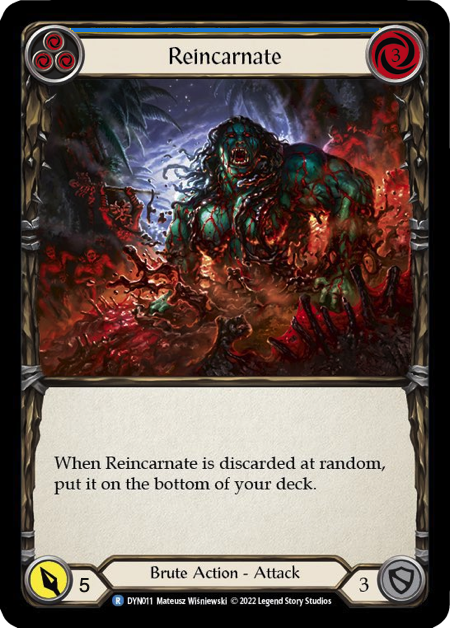 Reincarnate
3
When Reincarnate is discarded at random,
put it on the bottom of your deck.
5
Brute Action - Attack
3
R DYN011 Mateusz Wiśniewski © 2022 Legend Story Studios